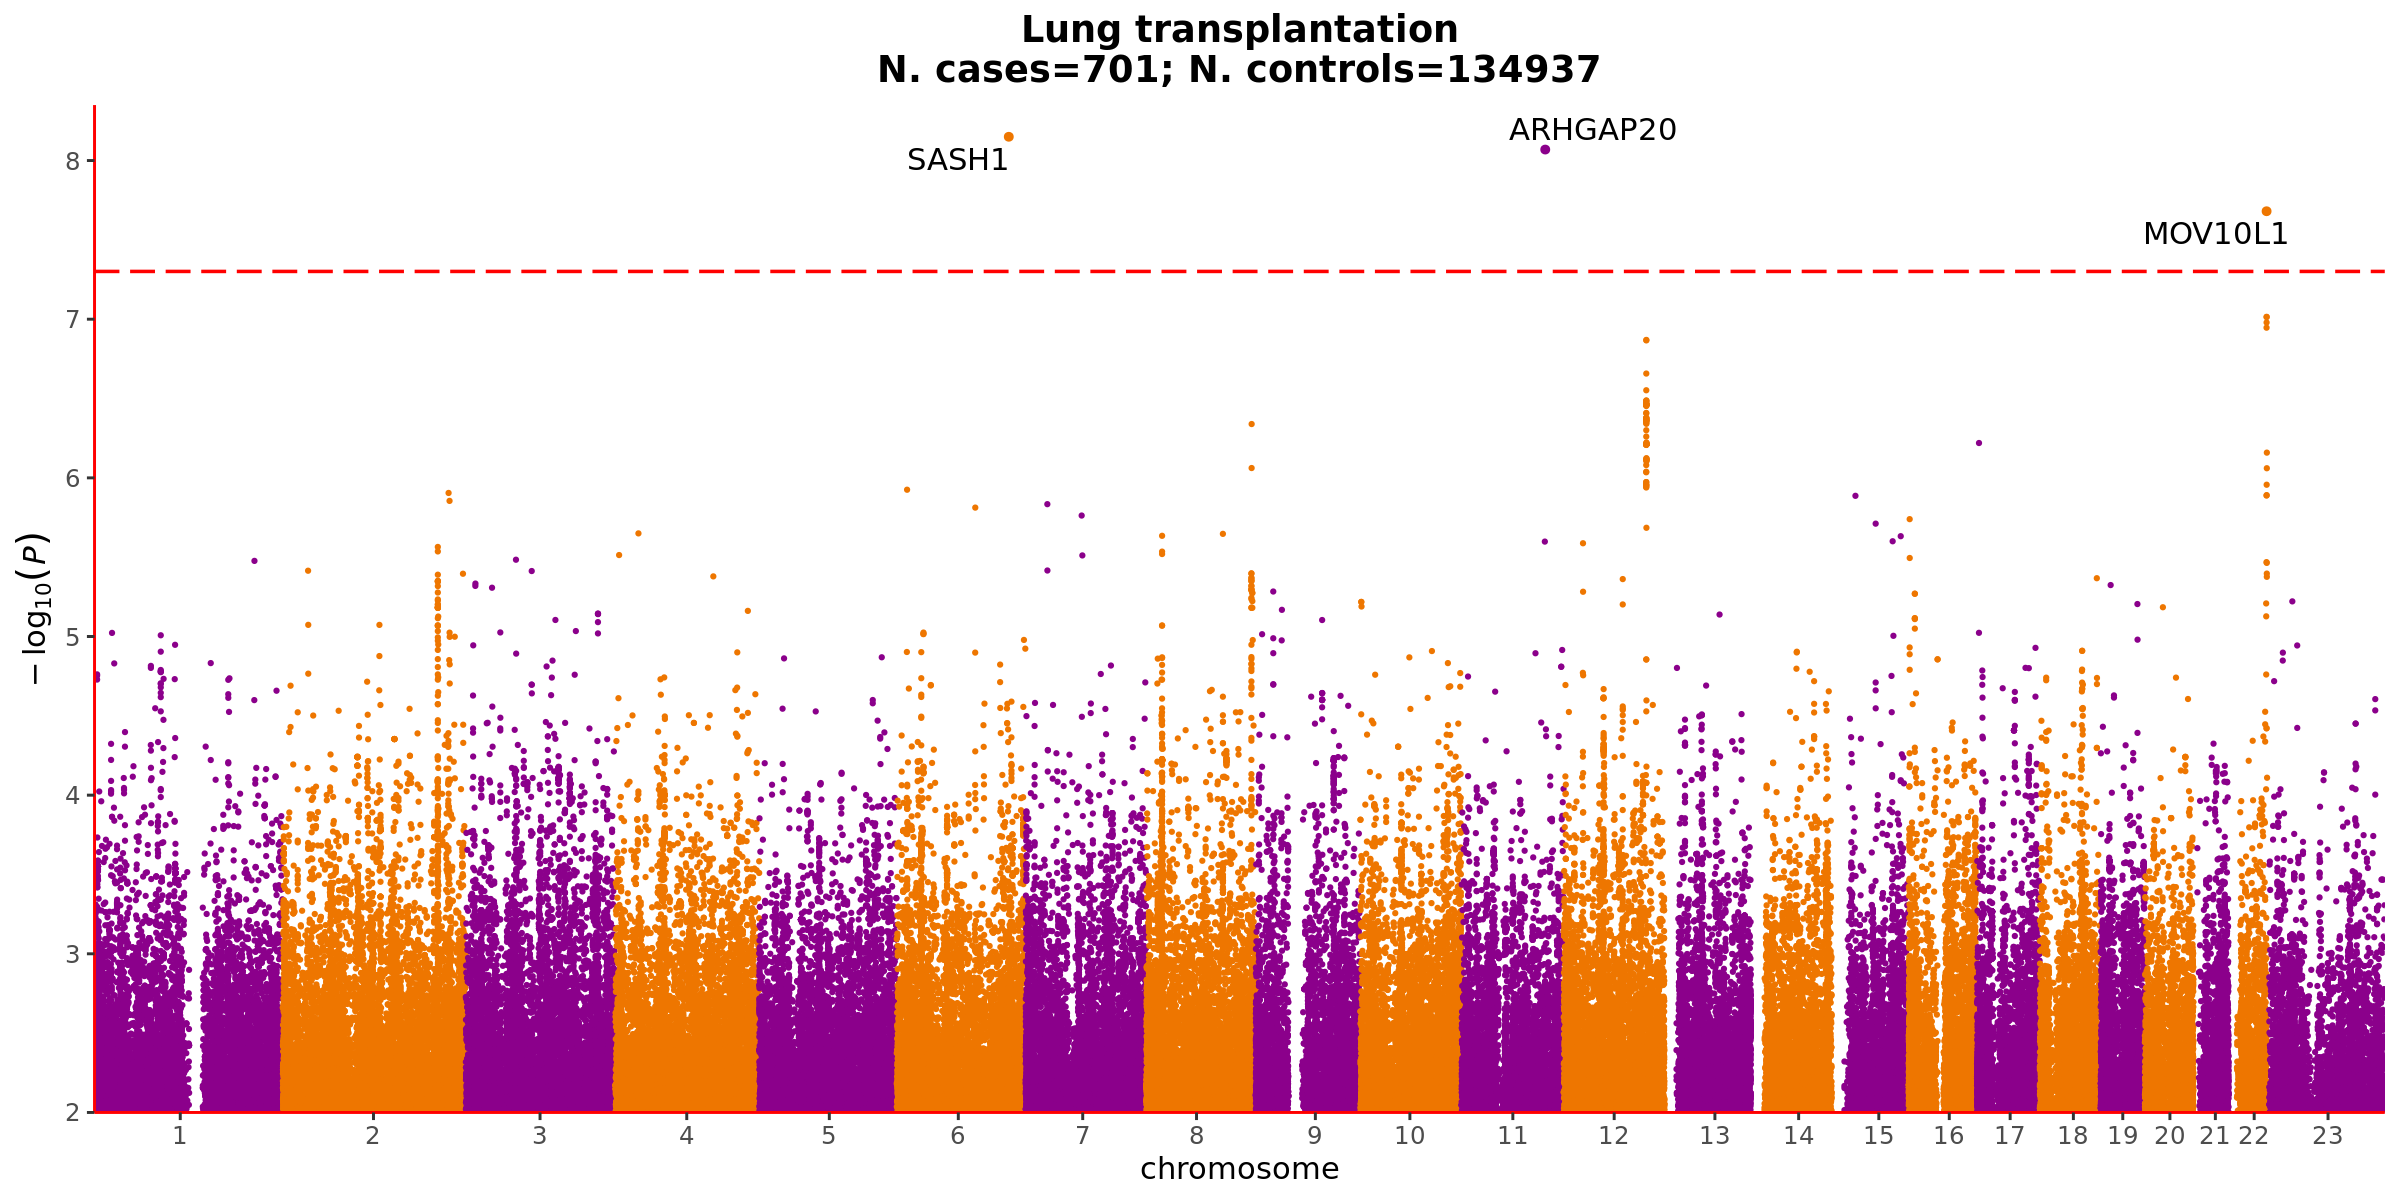 Lung transplantation
N. cases=701; N. controls=134937
ARHGAP20
SASH1
MOV10L1
8
7
6
5
4
3
2
−log10(P)
1 2 3 4 5 6 7 8 9 10 11 12 13 14 15 16 17 18 19 20 21 22 23
chromosome